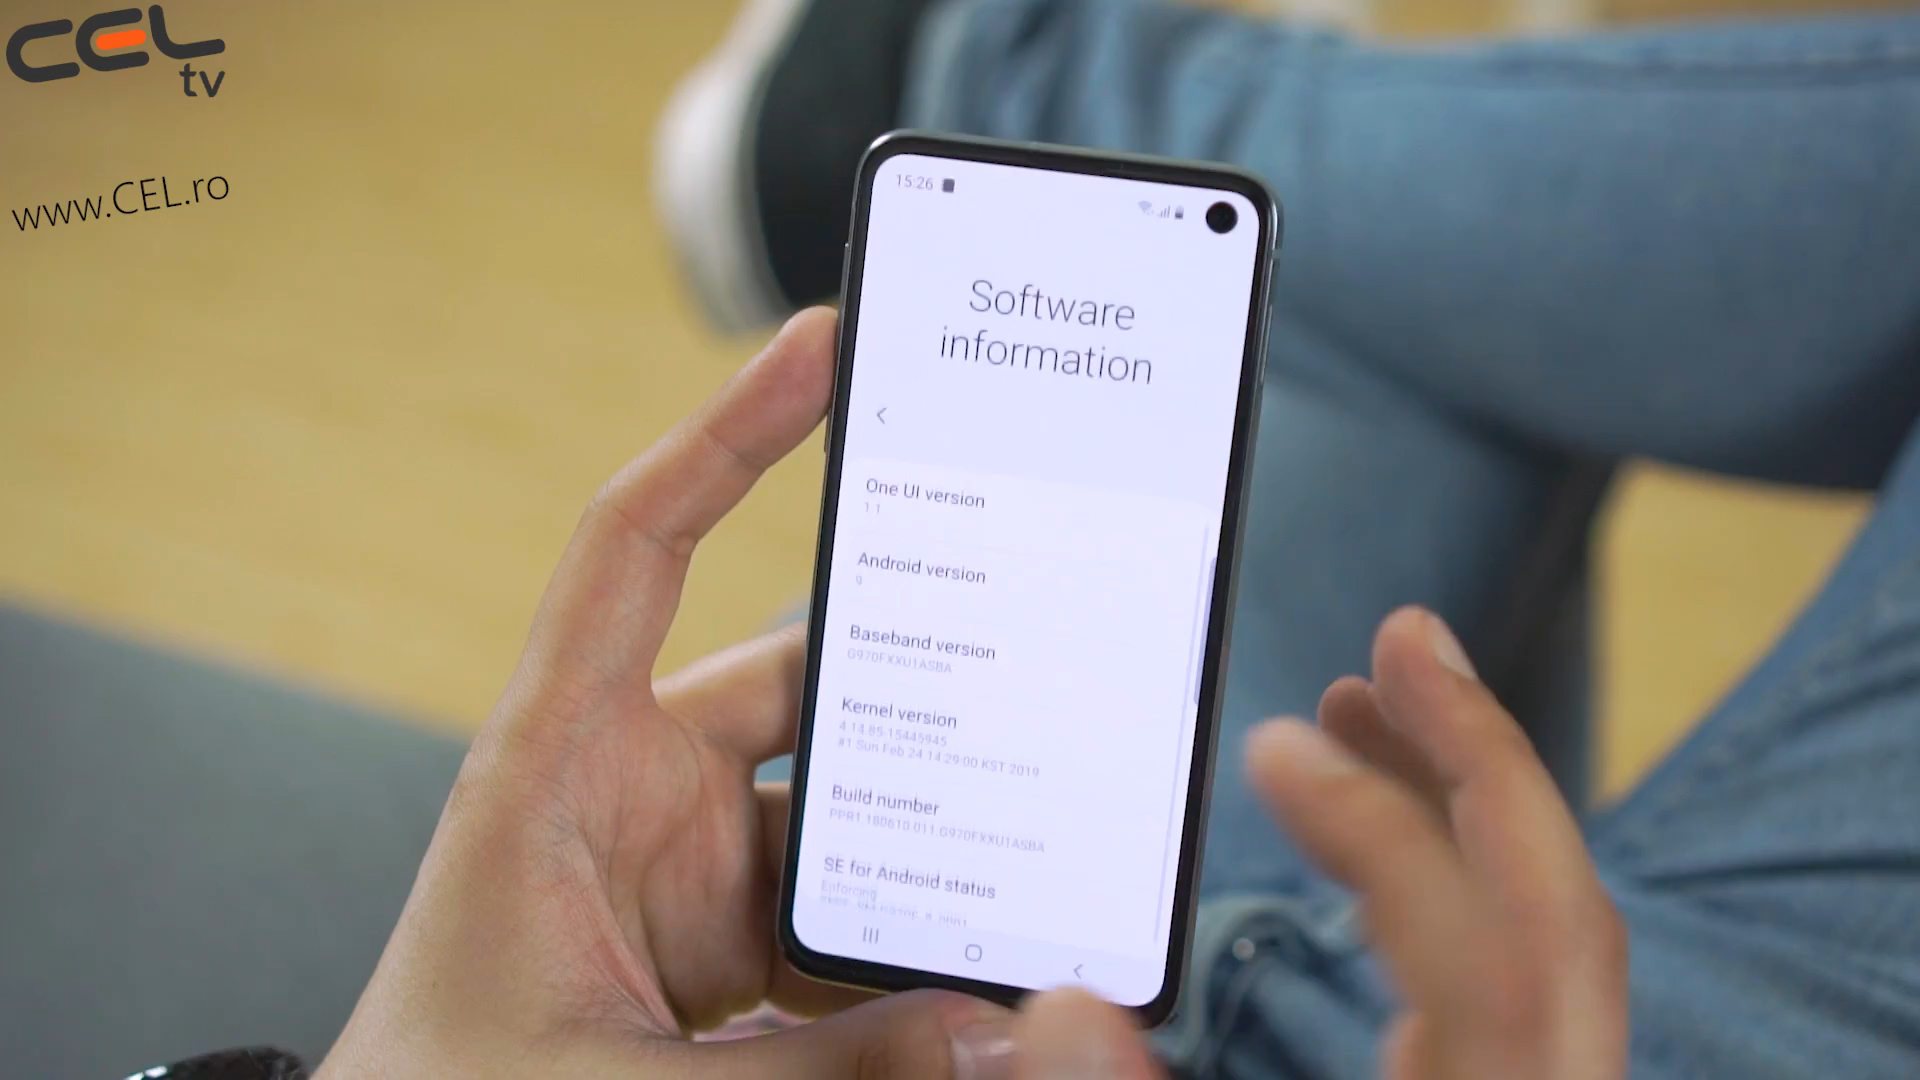 CEL
tv
www.CEL.ro
15:26
Software
information
One UI version
1.1
Android version
9
Baseband version
G970FXXU1ASBA
Kernel version
4.14.85-15445945
#1 Sun Feb 24 14:29:00 KST 2019
Build number
PPR1.180610.011.G970FXXU1ASBA
SE for Android status
Enforcing